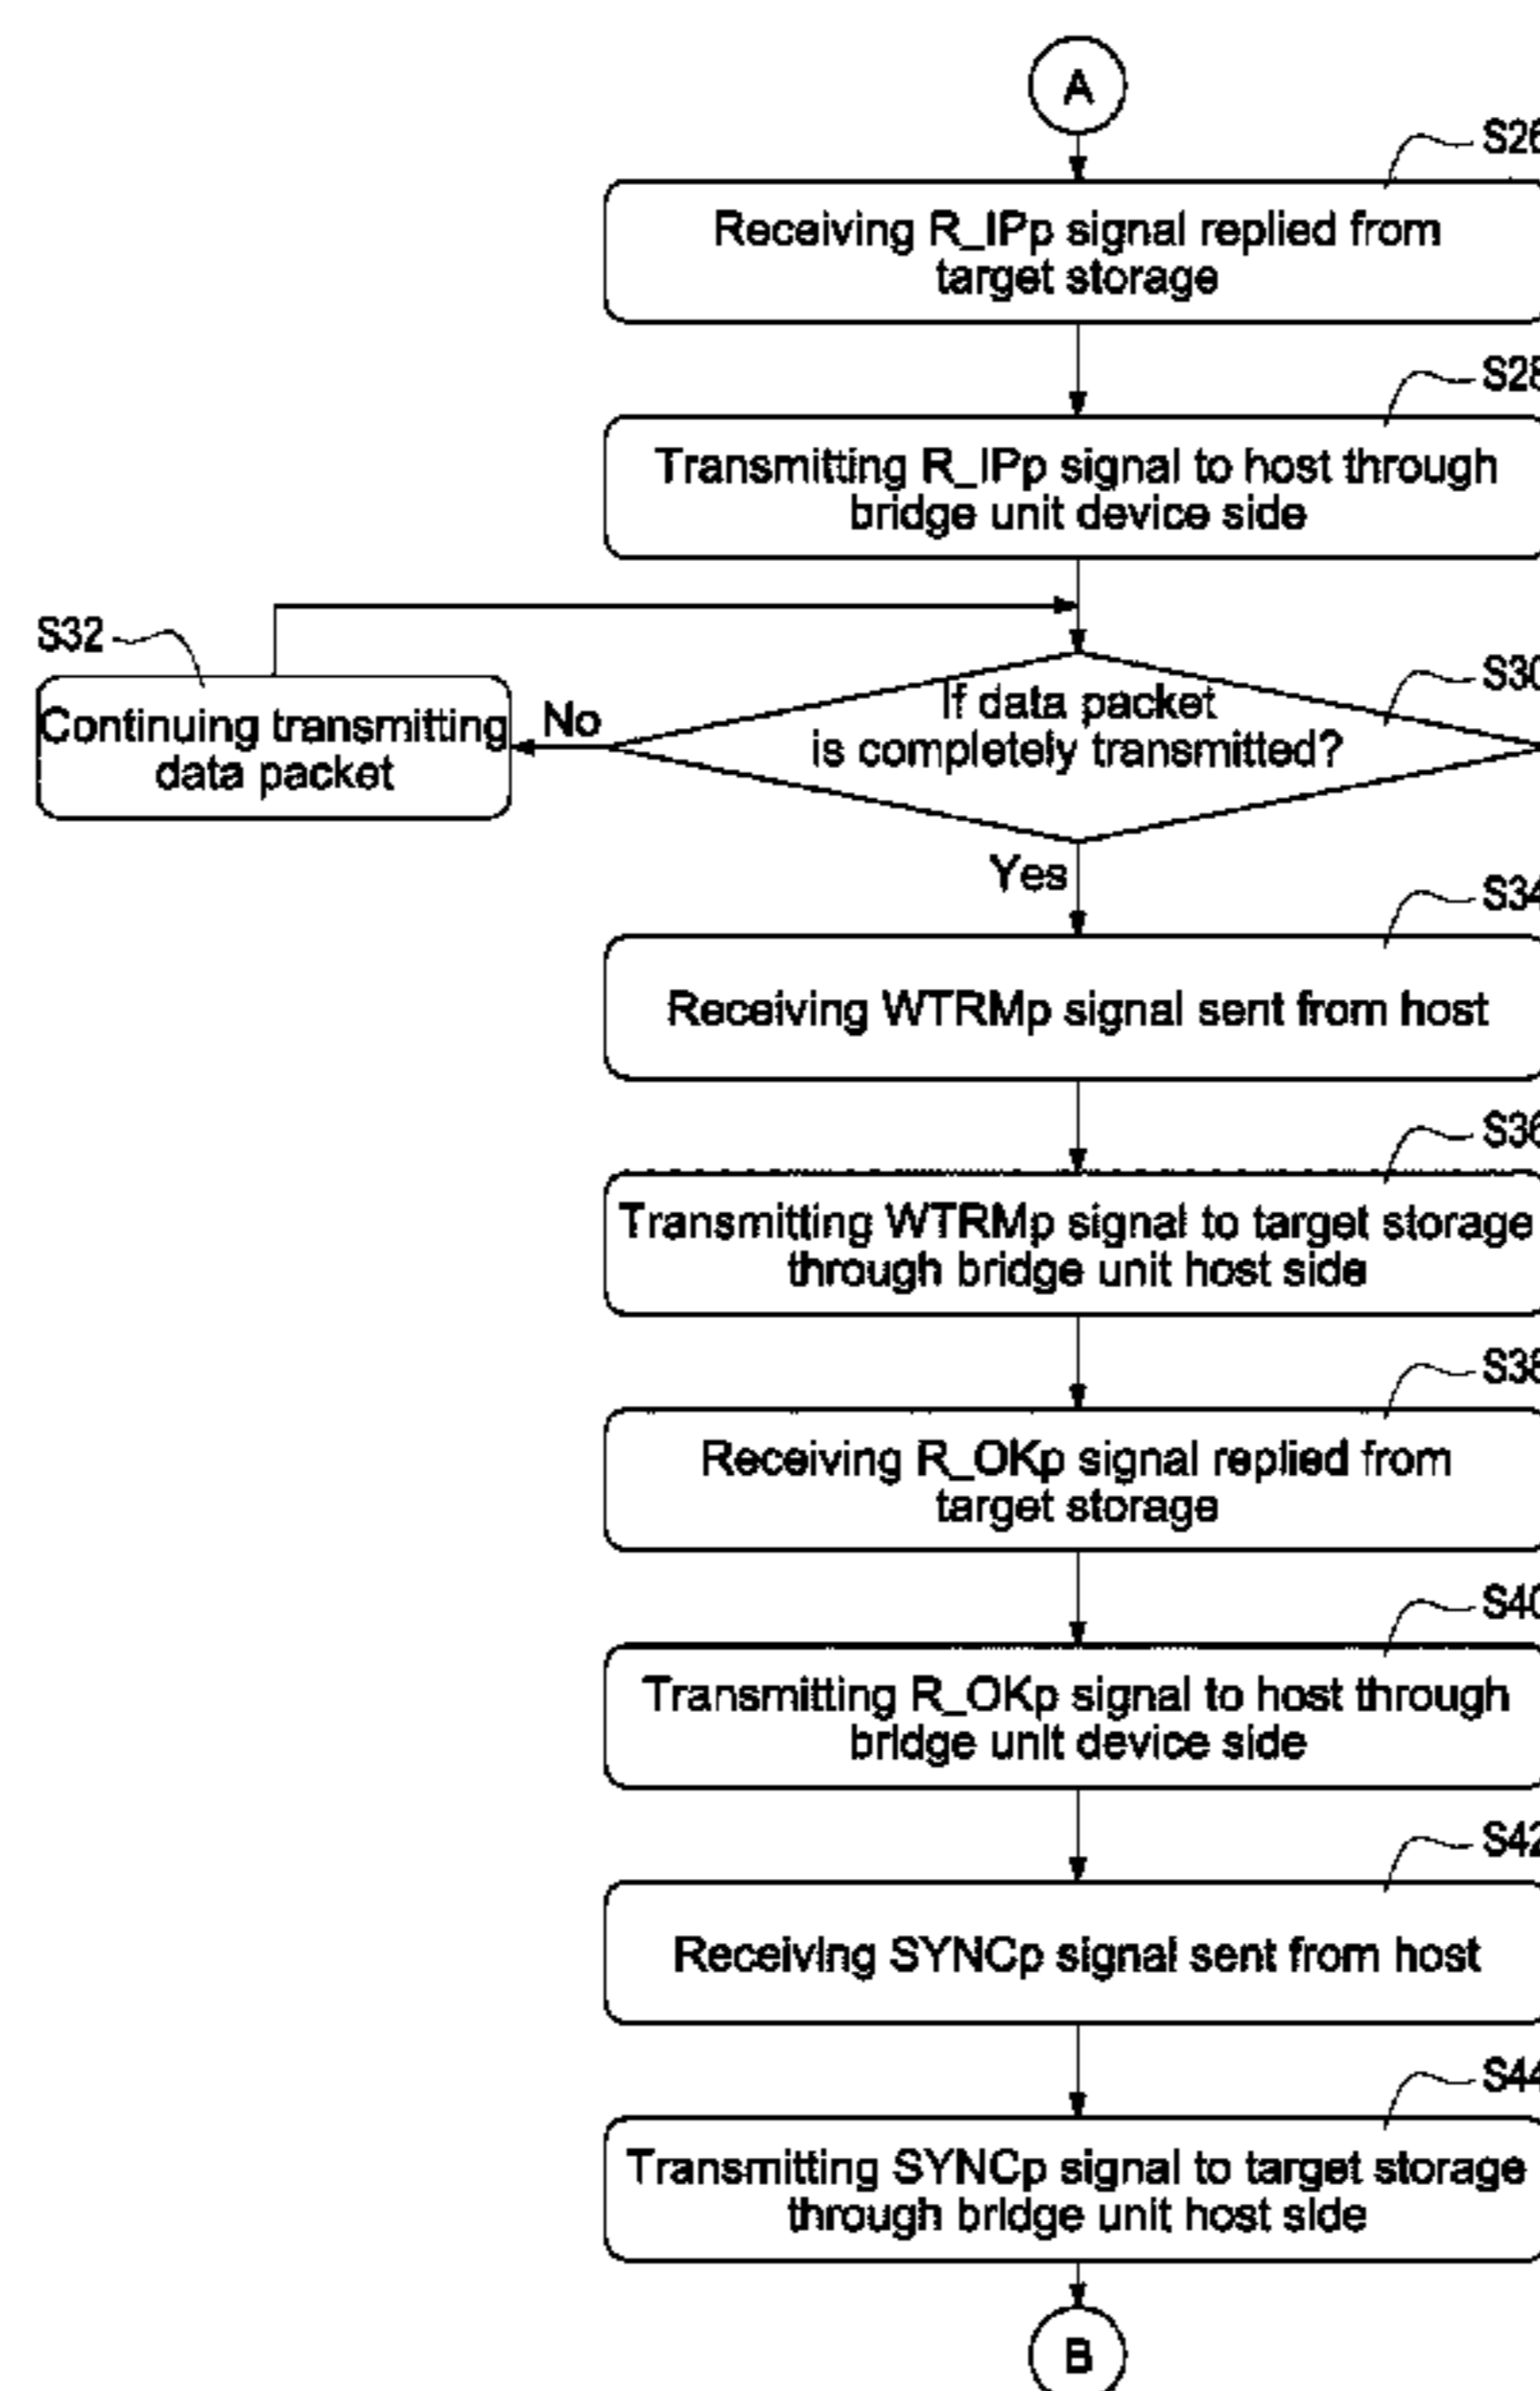 A
S26
Receiving R_IPp signal replied from
target storage
S28
Transmitting R_IPp signal to host through
bridge unit device side
S32
S30
If data packet
is completely transmitted?
No
Continuing transmitting
data packet
Yes
S34
Receiving WTRMp signal sent from host
S36
Transmitting WTRMp signal to target storage
through bridge unit host side
S38
Receiving R_OKp signal replied from
target storage
S40
Transmitting R_OKp signal to host through
bridge unit device side
S42
Receiving SYNCp signal sent from host
S44
Transmitting SYNCp signal to target storage
through bridge unit host side
B